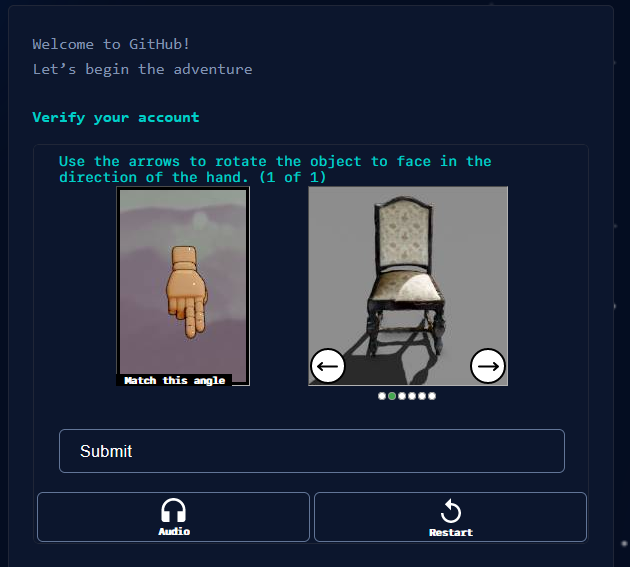 Welcome to GitHub!
Let’s begin the adventure
Verify your account
Use the arrows to rotate the object to face in the
direction of the hand. (1 of 1)
Match this angle
Submit
Audio
Restart